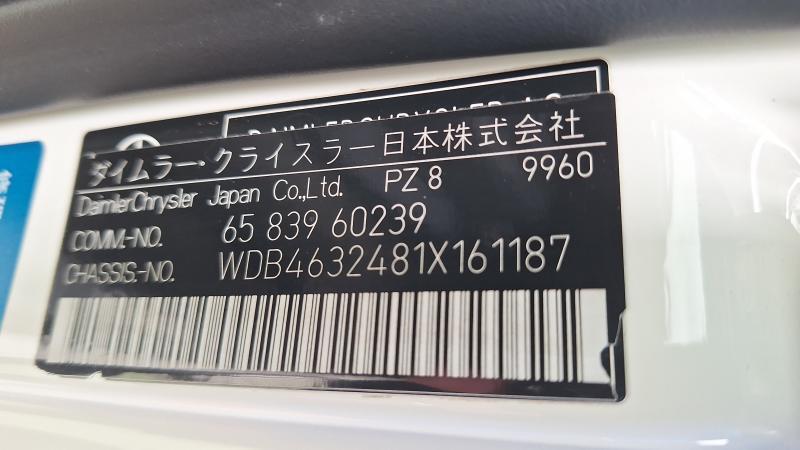 ダイムラー・クライスラー日本株式会社
DaimlerChrysler Japan Co.,Ltd. PZ 8 9960
COMM.-NO. 65 839 60239
CHASSIS.-NO. WDB4632481X161187